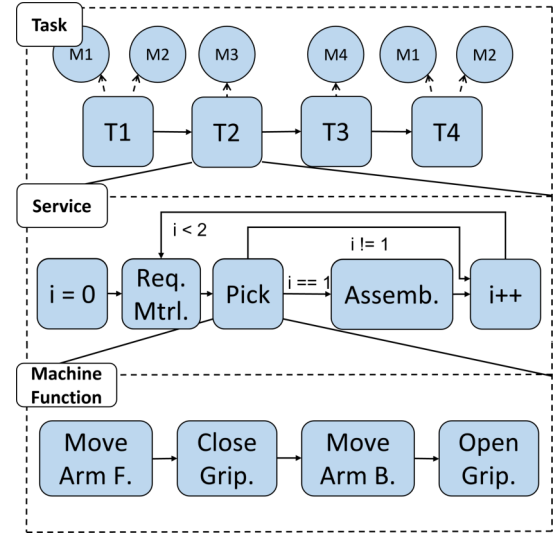 Task
M1
M2
M3
M4
M1
M2
T1
T2
T3
T4
Service
i < 2
i != 1
i = 0
Req.
Mtrl.
Pick
i == 1
Assemb.
i++
Machine
Function
Move
Arm F.
Close
Grip.
Move
Arm B.
Open
Grip.